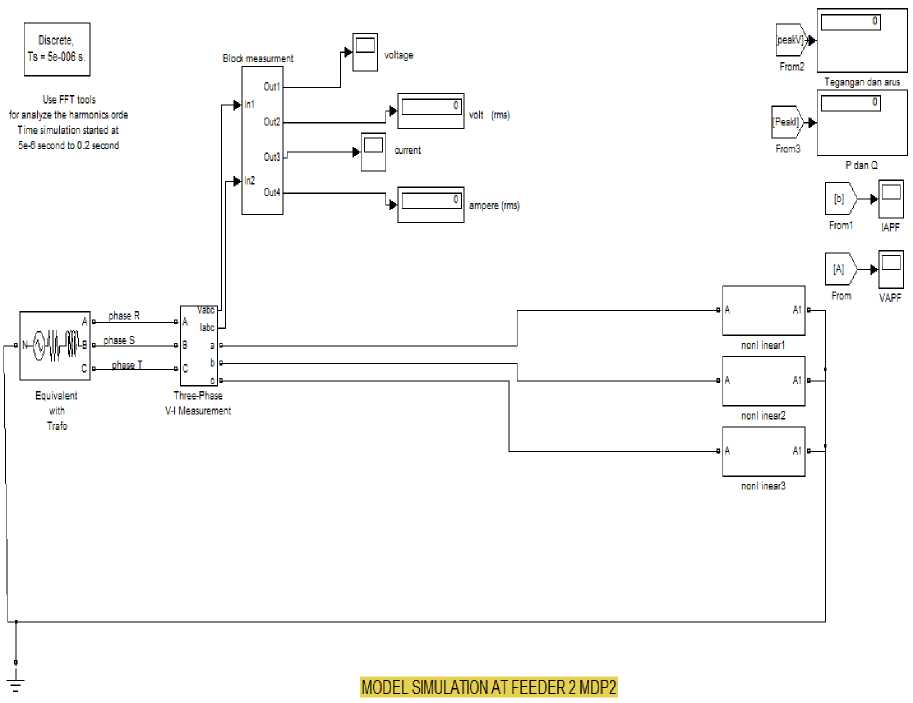 Discrete,
Ts = 5e-006 s.
Use FFT tools
for analyze the harmonics orde
Time simulation started at
5e-6 second to 0.2 second
Block measurment
In1
In2
Out1
Out2
Out3
Out4
voltage
0
volt (rms)
current
0
ampere (rms)
[peakV]
From2
0
Tegangan dan arus
[PeakI]
From3
0
P dan Q
[b]
From1
IAPF
[A]
From
VAPF
N
A
B
C
phase R
phase S
phase T
Equivalent
with
Trafo
A
B
C
Vabc
Iabc
a
b
c
Three-Phase
V-I Measurement
A
A1
nonl inear1
A
A1
nonl inear2
A
A1
nonl inear3
MODEL SIMULATION AT FEEDER 2 MDP2